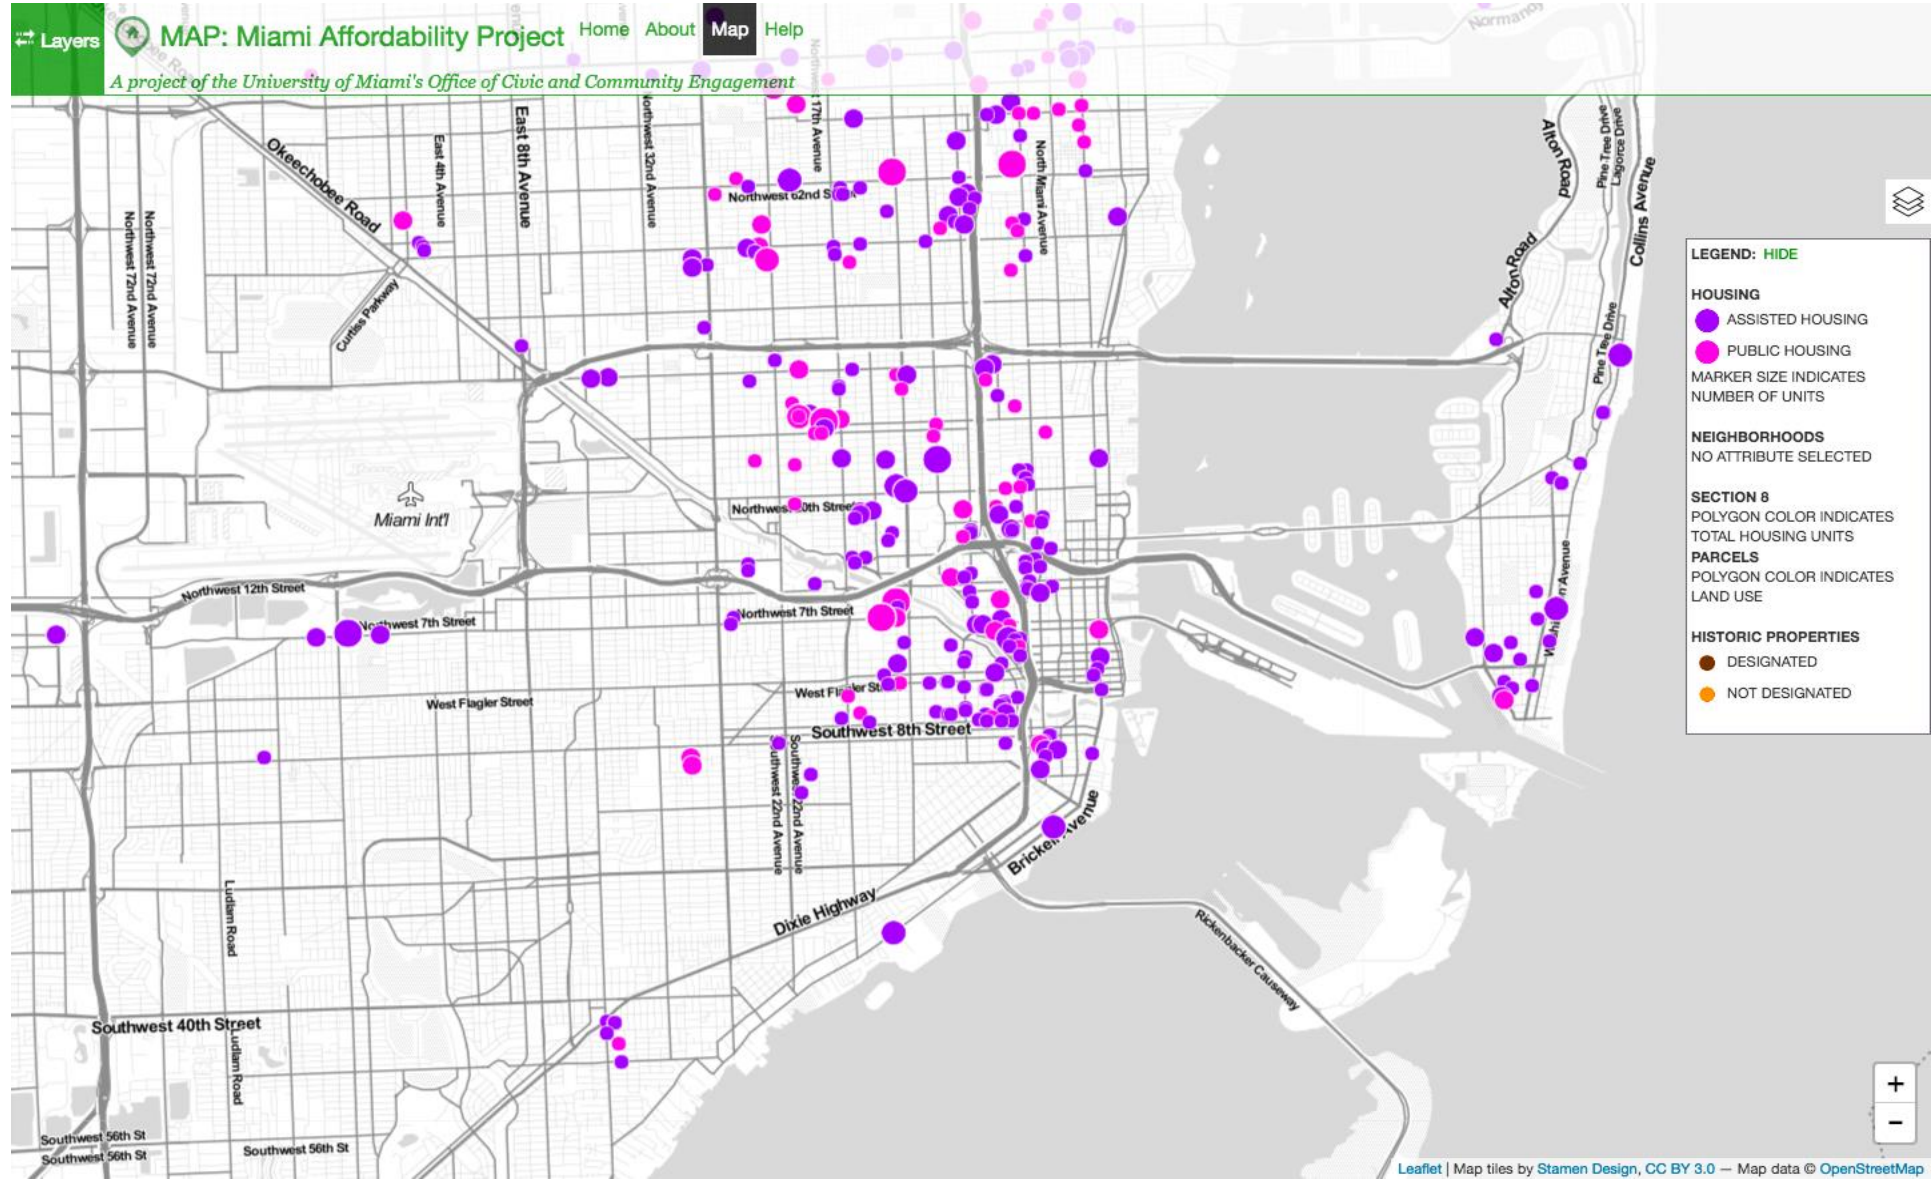 Layers
MAP: Miami Affordability Project
Home About Map Help
A project of the University of Miami's Office of Civic and Community Engagement
Normandy
17th Avenue
Okeechobee Road
East 4th Avenue
East 8th Avenue
Northwest 32nd Avenue
North Miami Avenue
Northwest 72nd Avenue
Northwest 72nd Avenue
Curtiss Parkway
Alton Road
Alton Road
Pine Tree Drive
Lagorce Drive
Collins Avenue
Pine Tree Drive
Miami Int'l
Northwest 12th Street
Northwest 7th Street
Northwest 7th Street
West Flagler Street
Southwest 8th Street
Southwest 22nd Avenue
Southwest 22nd Avenue
Brickell Avenue
Dixie Highway
Rickenbacker Causeway
Ludlam Road
Ludlam Road
Southwest 40th Street
Southwest 56th St
Southwest 56th St
Southwest 56th St
LEGEND: HIDE
HOUSING
ASSISTED HOUSING
PUBLIC HOUSING
MARKER SIZE INDICATES
NUMBER OF UNITS
NEIGHBORHOODS
NO ATTRIBUTE SELECTED
SECTION 8
POLYGON COLOR INDICATES
TOTAL HOUSING UNITS
PARCELS
POLYGON COLOR INDICATES
LAND USE
HISTORIC PROPERTIES
DESIGNATED
NOT DESIGNATED
+
−
Leaflet | Map tiles by Stamen Design, CC BY 3.0 — Map data © OpenStreetMap